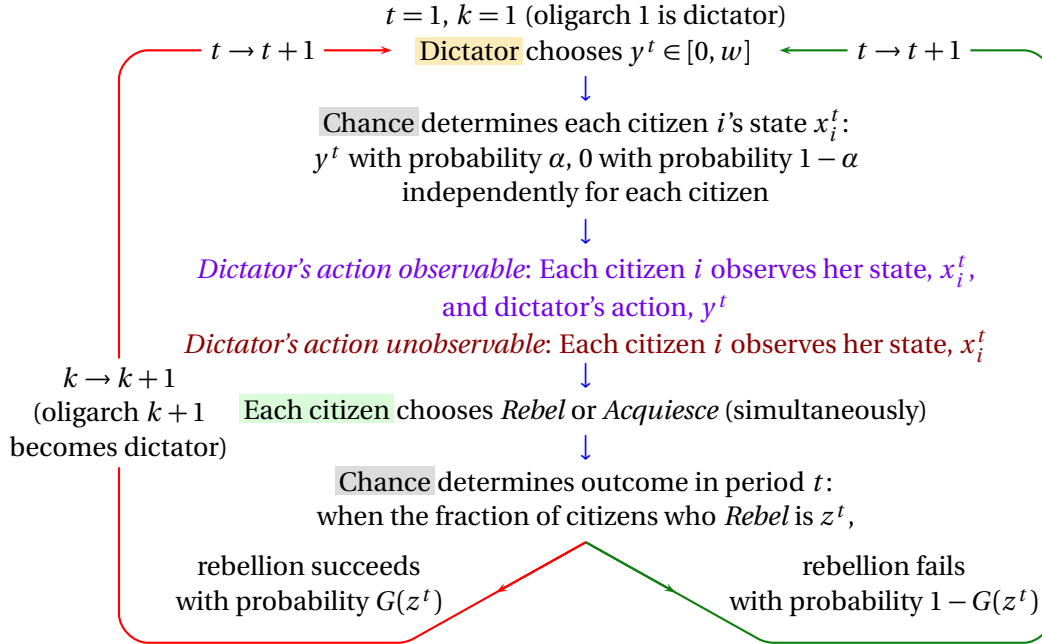 t = 1, k = 1 (oligarch 1 is dictator)
t → t + 1 Dictator chooses y^t ∈ [0, w] t → t + 1
Chance determines each citizen i's state x_i^t:
y^t with probability α, 0 with probability 1 − α
independently for each citizen
Dictator's action observable: Each citizen i observes her state, x_i^t,
and dictator's action, y^t
Dictator's action unobservable: Each citizen i observes her state, x_i^t
k → k + 1
(oligarch k + 1
becomes dictator)
Each citizen chooses Rebel or Acquiesce (simultaneously)
Chance determines outcome in period t:
when the fraction of citizens who Rebel is z^t,
rebellion succeeds
with probability G(z^t)
rebellion fails
with probability 1 − G(z^t)